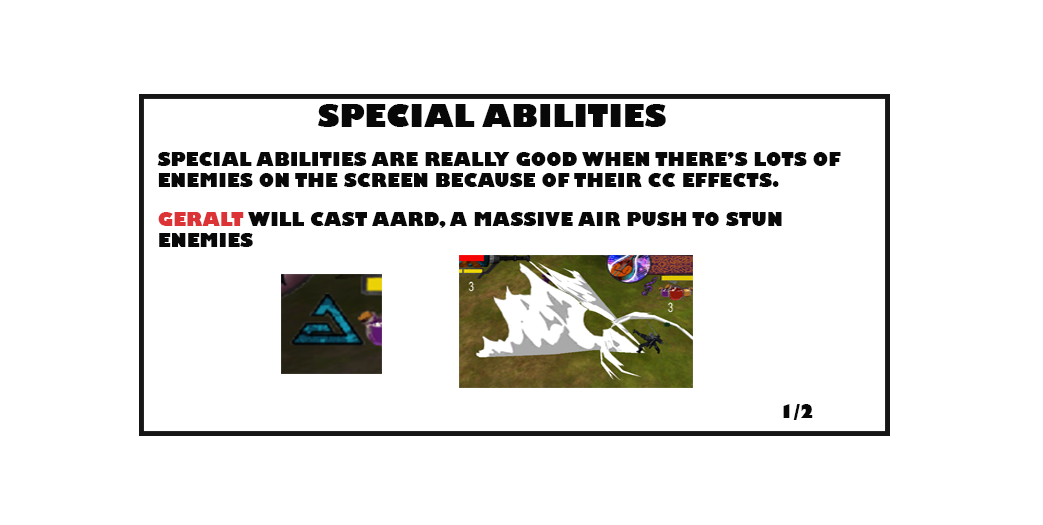 SPECIAL ABILITIES
SPECIAL ABILITIES ARE REALLY GOOD WHEN THERE'S LOTS OF
ENEMIES ON THE SCREEN BECAUSE OF THEIR CC EFFECTS.
GERALT WILL CAST AARD, A MASSIVE AIR PUSH TO STUN
ENEMIES
3
3
1/2